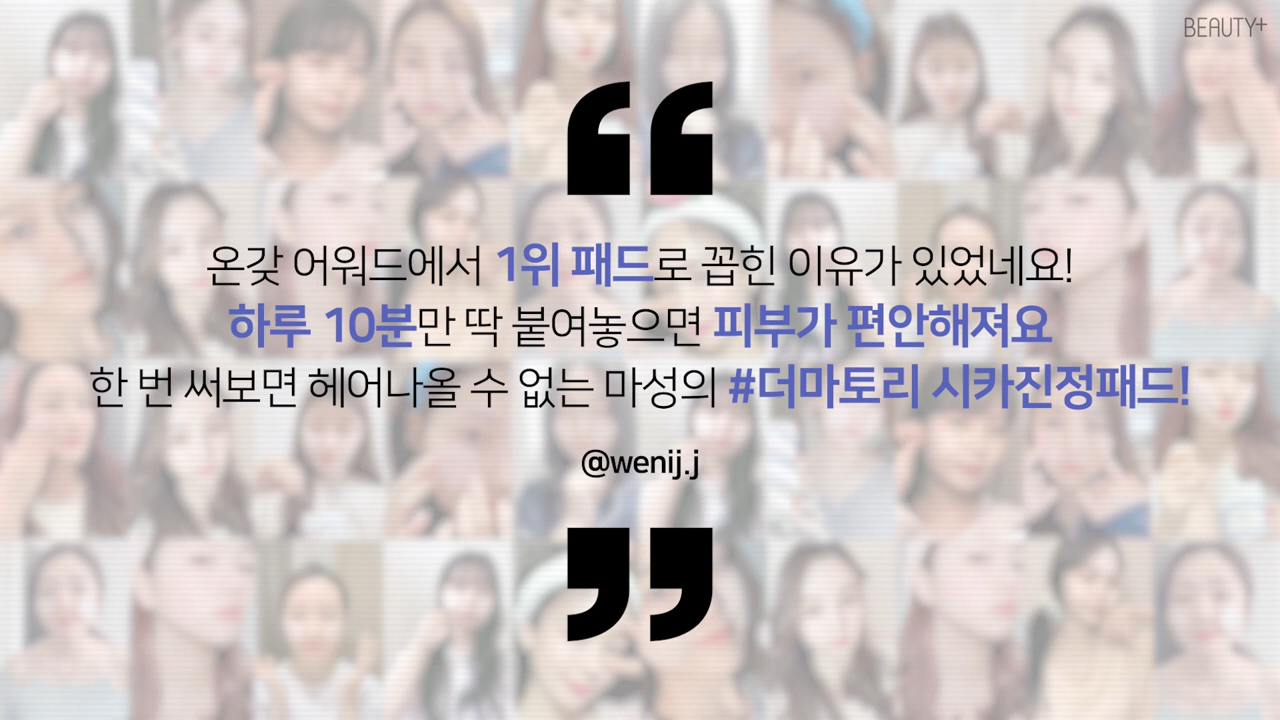 BEAUTY+
“
온갖 어워드에서 1위 패드로 꼽힌 이유가 있었네요!
하루 10분만 딱 붙여놓으면 피부가 편안해져요
한 번 써보면 헤어나올 수 없는 마성의 #더마토리 시카진정패드!
@wenij.j
”